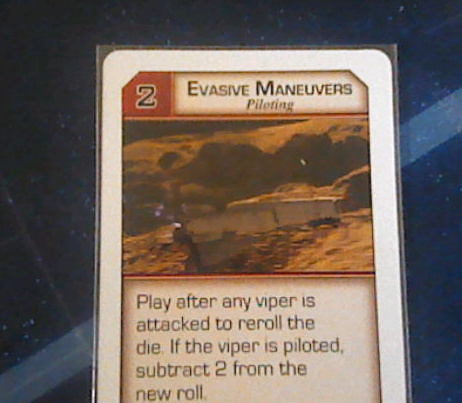 2
EVASIVE MANEUVERS
Piloting
Play after any viper is
attacked to reroll the
die. If the viper is piloted,
subtract 2 from the
new roll.